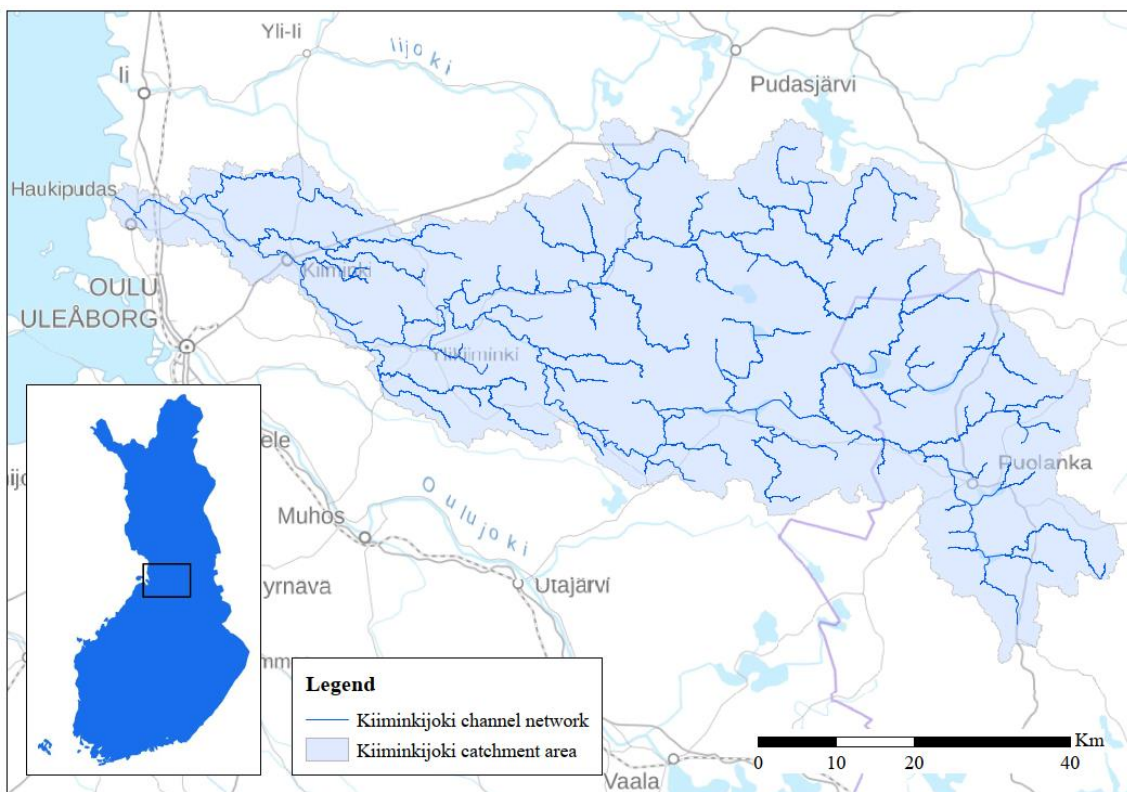 Yli-Ii
Iijoki
Ii
Pudasjärvi
Haukipudas
Kiiminki
OULU
ULEÅBORG
Ylikiiminki
Puolanka
Oulujoki
Muhos
Utajärvi
Vaala
Legend
Kiiminkijoki channel network
Kiiminkijoki catchment area
Km
0 10 20 40